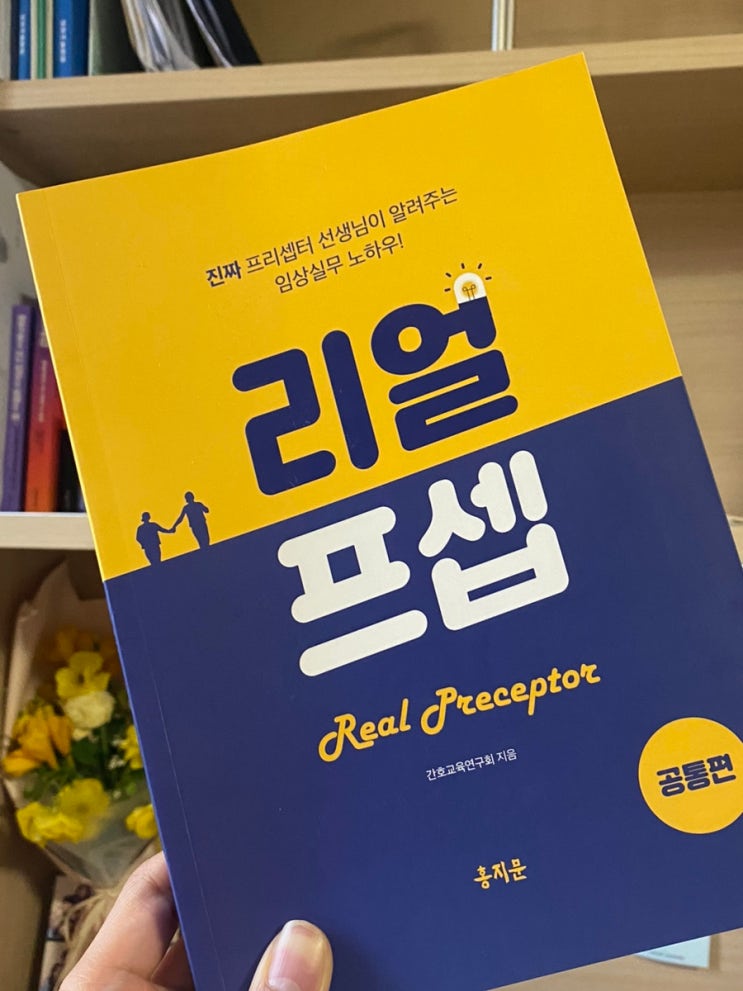 진짜 프리셉터 선생님이 알려주는
임상실무 노하우!
리얼
프셉
Real Preceptor
간호교육연구회 지음
공통편
홍지문